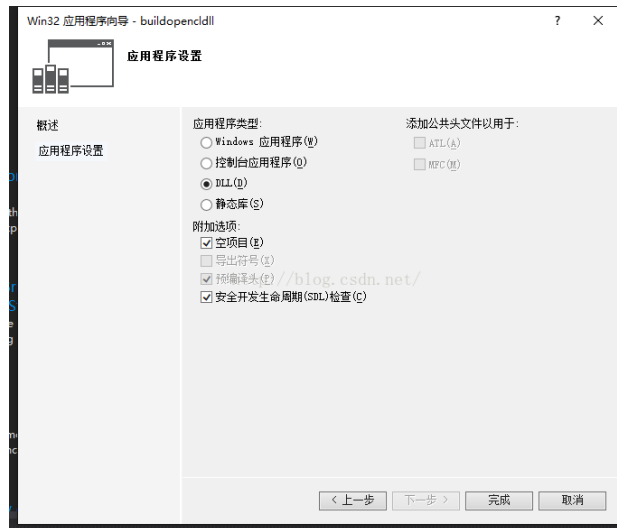 Win32 应用程序向导 - buildopencldll
? ×
应用程序设置
概述
应用程序设置
应用程序类型:
Windows 应用程序(W)
控制台应用程序(O)
DLL(D)
静态库(S)
添加公共头文件以用于:
ATL(A)
MFC(M)
附加选项:
空项目(E)
导出符号(X)
预编译头(P)
安全开发生命周期(SDL)检查(C)
//blog.csdn.net/
< 上一步
下一步 >
完成
取消